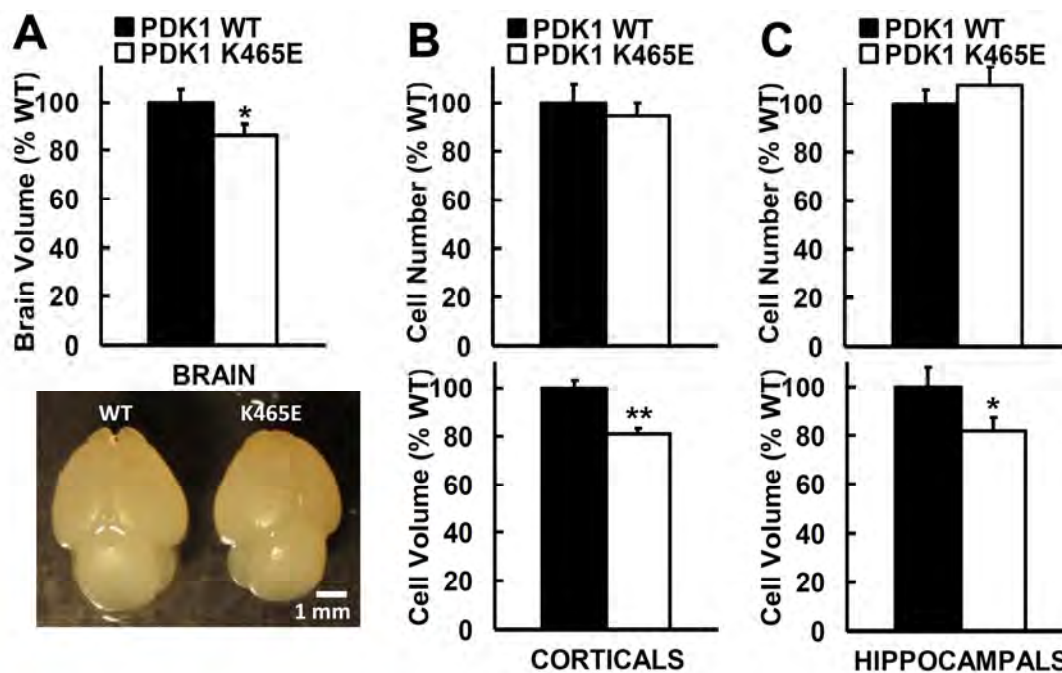 A
PDK1 WT
PDK1 K465E
Brain Volume (% WT)
100
80
60
40
20
0
*
BRAIN
WT K465E
1 mm
B
PDK1 WT
PDK1 K465E
Cell Number (% WT)
100
80
60
40
20
0
Cell Volume (% WT)
100
80
60
40
20
0
**
CORTICALS
C
PDK1 WT
PDK1 K465E
Cell Number (% WT)
100
80
60
40
20
0
Cell Volume (% WT)
100
80
60
40
20
0
*
HIPPOCAMPALS